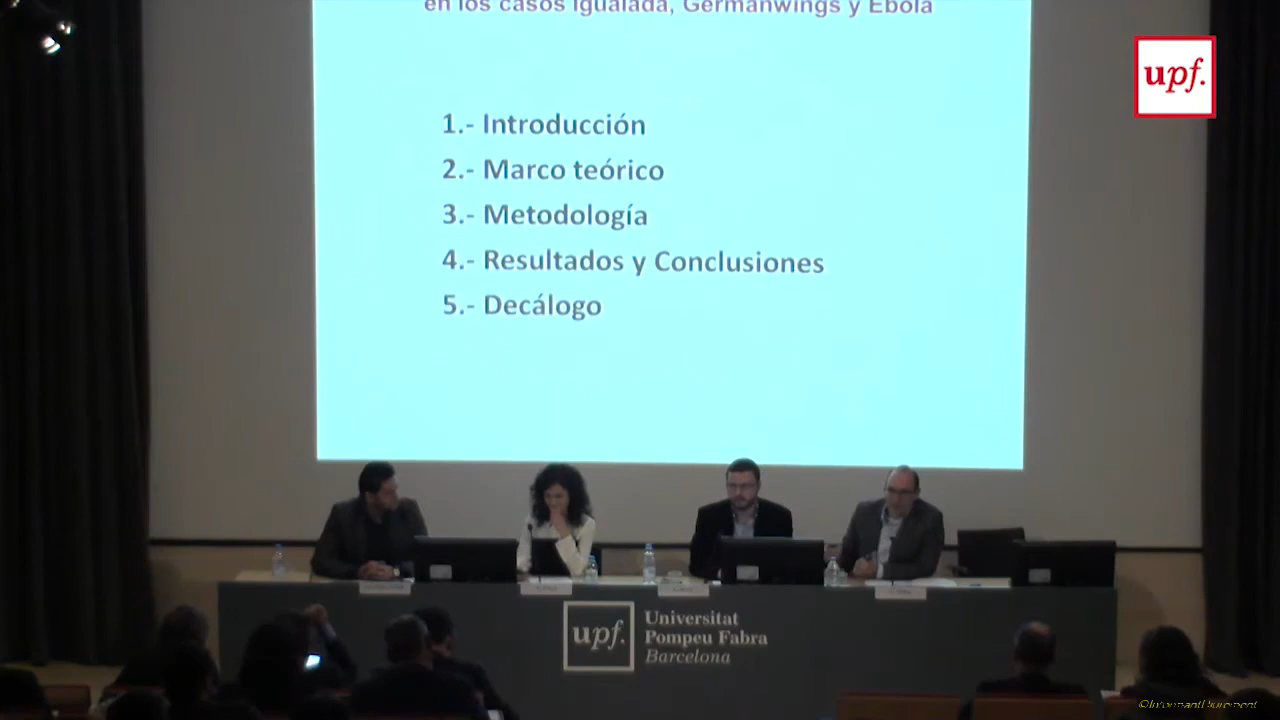 en los casos Igualada, Germanwings y Ébola
upf.
1.- Introducción
2.- Marco teórico
3.- Metodología
4.- Resultados y Conclusiones
5.- Decálogo
upf.
Universitat
Pompeu Fabra
Barcelona